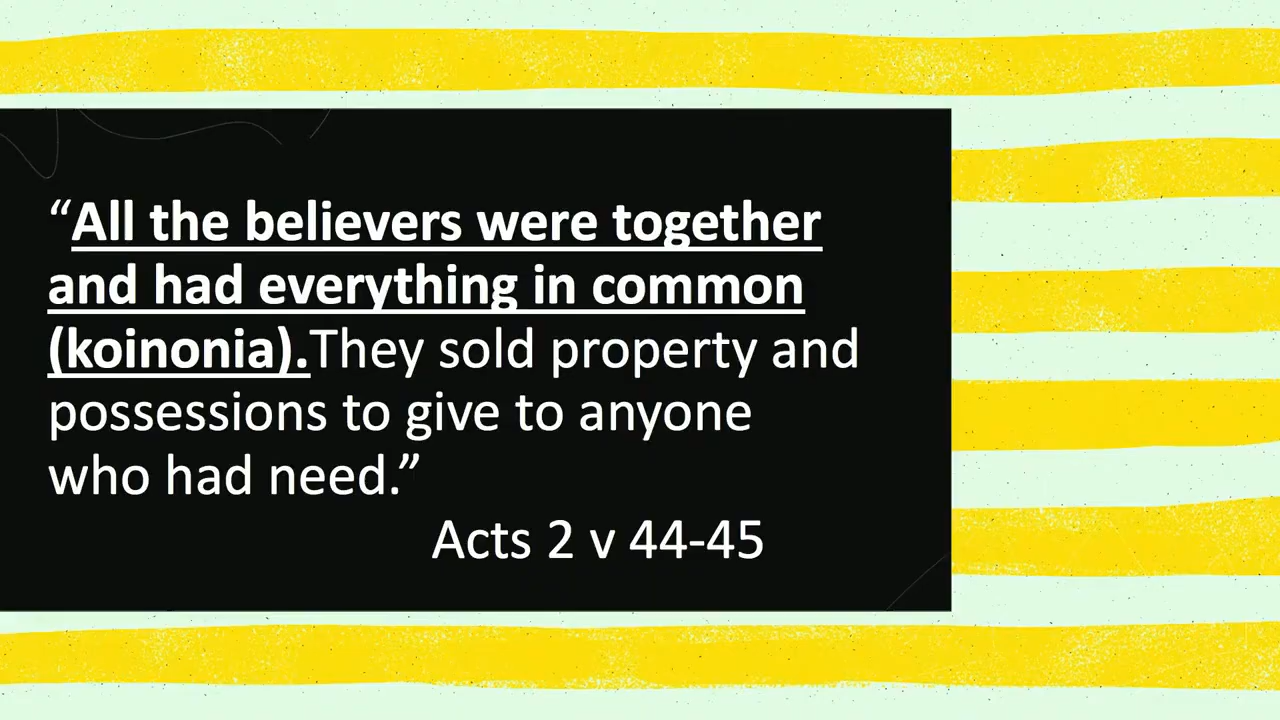 “All the believers were together
and had everything in common
(koinonia).They sold property and
possessions to give to anyone
who had need.”
Acts 2 v 44-45